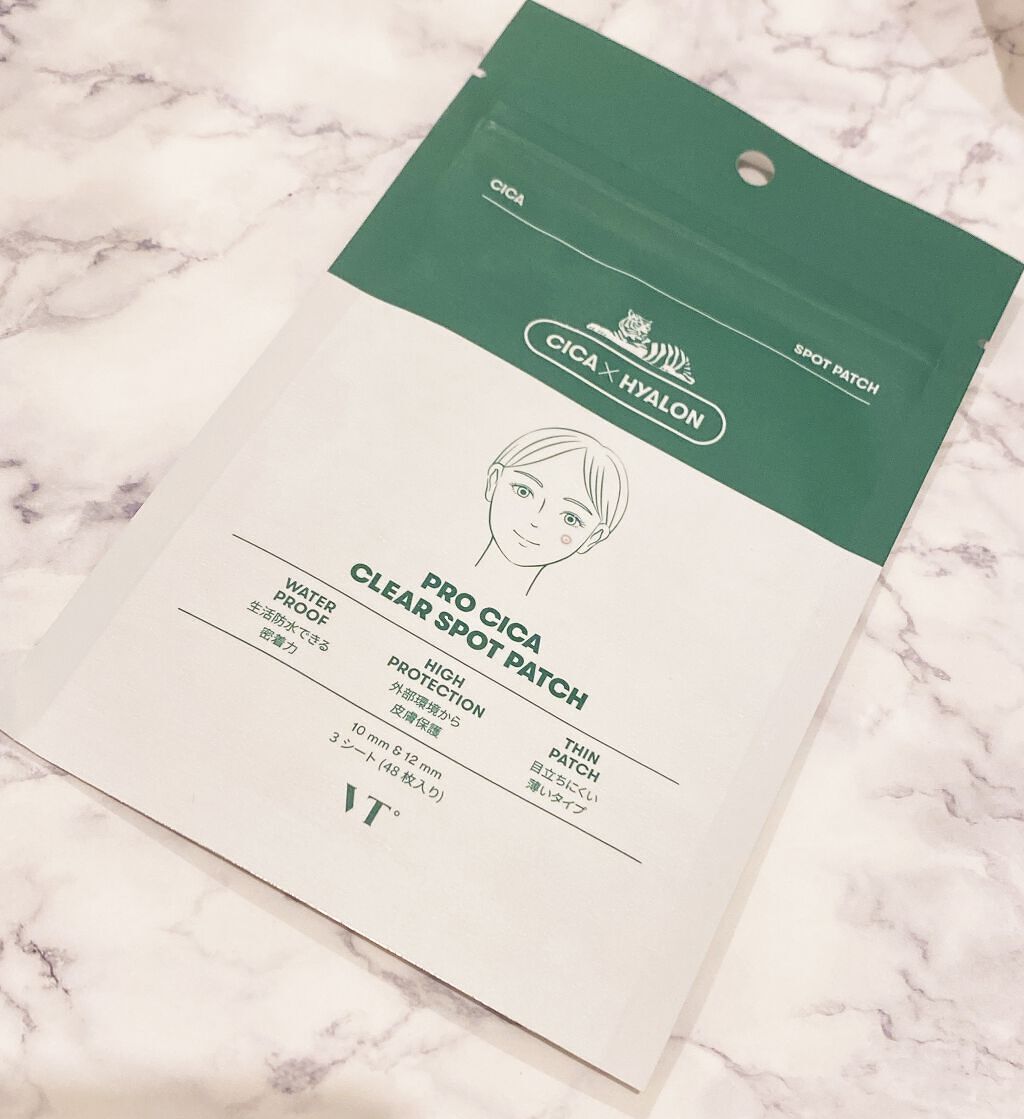 CICA
SPOT PATCH
CICA × HYALON
PRO CICA
CLEAR SPOT PATCH
WATER
PROOF
生活防水できる
密着力
HIGH
PROTECTION
外部環境から
皮膚保護
THIN
PATCH
目立ちにくい
薄いタイプ
10 mm & 12 mm
3 シート (48 枚入り)
VT